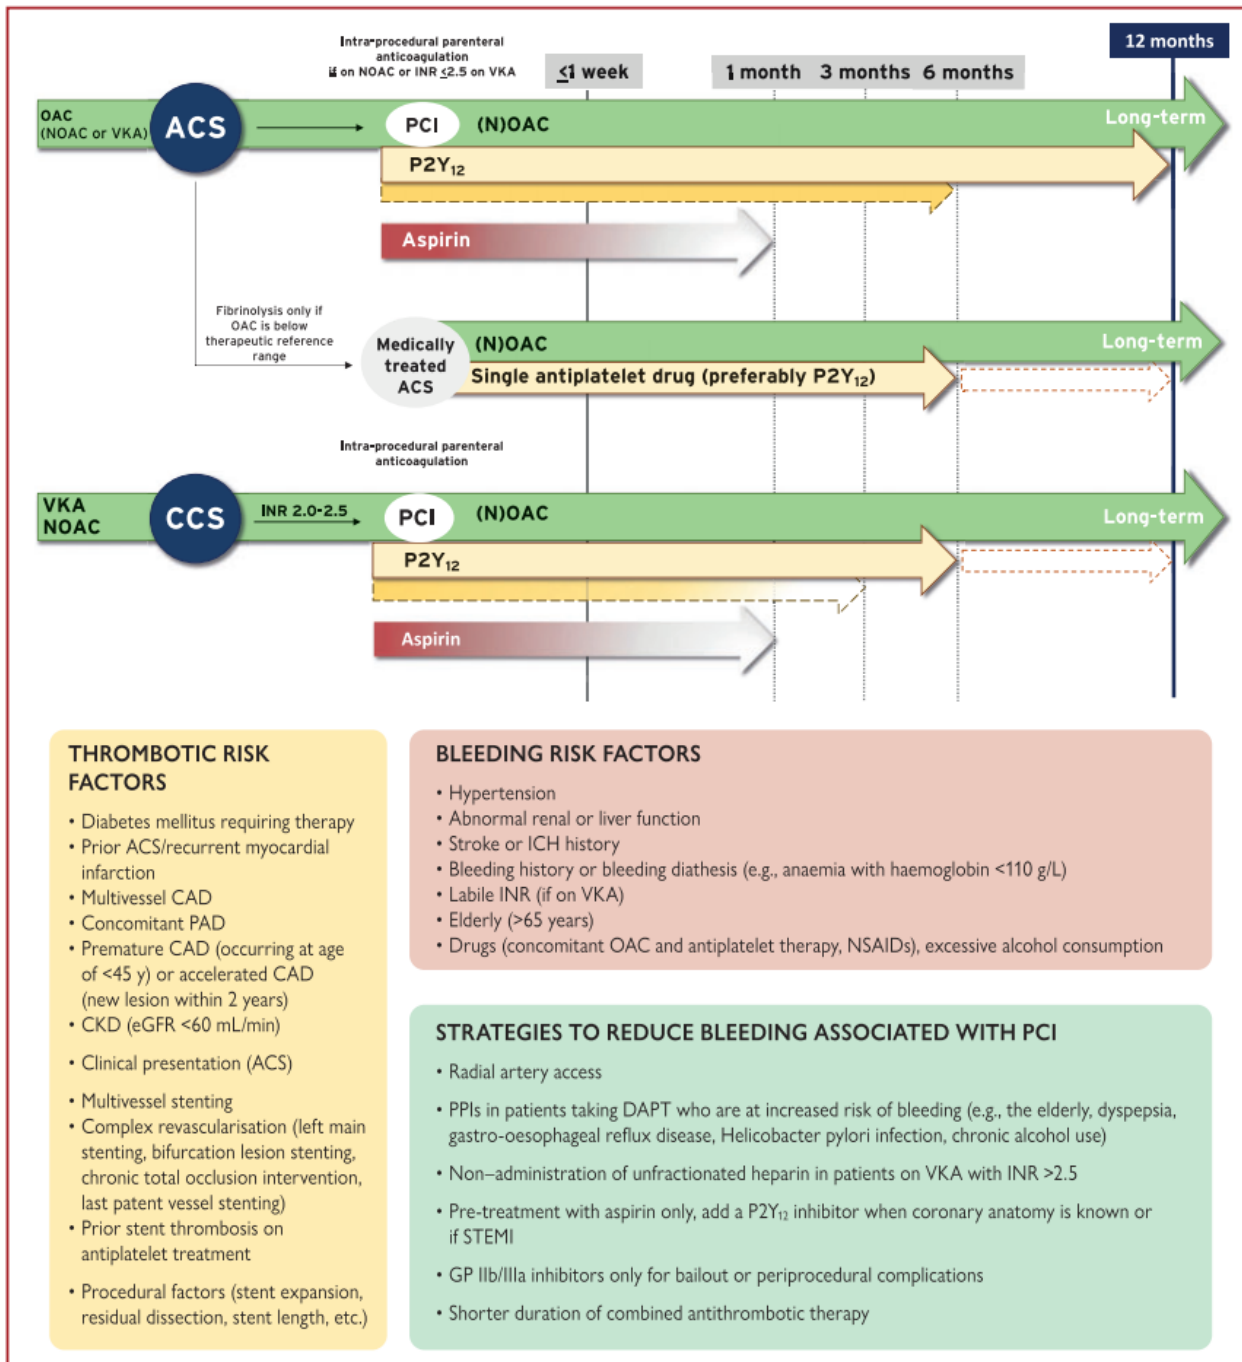 Intra-procedural parenteral
anticoagulation
if on NOAC or INR ≤2.5 on VKA
≤1 week
1 month
3 months
6 months
12 months
OAC
(NOAC or VKA)
ACS
PCI
(N)OAC
Long-term
P2Y₁₂
Aspirin
Fibrinolysis only if
OAC is below
therapeutic reference
range
Medically
treated
ACS
(N)OAC
Long-term
Single antiplatelet drug (preferably P2Y₁₂)
Intra-procedural parenteral
anticoagulation
VKA
NOAC
CCS
INR 2.0-2.5
PCI
(N)OAC
Long-term
P2Y₁₂
Aspirin
THROMBOTIC RISK
FACTORS
• Diabetes mellitus requiring therapy
• Prior ACS/recurrent myocardial
infarction
• Multivessel CAD
• Concomitant PAD
• Premature CAD (occurring at age
of <45 y) or accelerated CAD
(new lesion within 2 years)
• CKD (eGFR <60 mL/min)
• Clinical presentation (ACS)
• Multivessel stenting
• Complex revascularisation (left main
stenting, bifurcation lesion stenting,
chronic total occlusion intervention,
last patent vessel stenting)
• Prior stent thrombosis on
antiplatelet treatment
• Procedural factors (stent expansion,
residual dissection, stent length, etc.)
BLEEDING RISK FACTORS
• Hypertension
• Abnormal renal or liver function
• Stroke or ICH history
• Bleeding history or bleeding diathesis (e.g., anaemia with haemoglobin <110 g/L)
• Labile INR (if on VKA)
• Elderly (>65 years)
• Drugs (concomitant OAC and antiplatelet therapy, NSAIDs), excessive alcohol consumption
STRATEGIES TO REDUCE BLEEDING ASSOCIATED WITH PCI
• Radial artery access
• PPIs in patients taking DAPT who are at increased risk of bleeding (e.g., the elderly, dyspepsia,
gastro-oesophageal reflux disease, Helicobacter pylori infection, chronic alcohol use)
• Non–administration of unfractionated heparin in patients on VKA with INR >2.5
• Pre-treatment with aspirin only, add a P2Y₁₂ inhibitor when coronary anatomy is known or
if STEMI
• GP IIb/IIIa inhibitors only for bailout or periprocedural complications
• Shorter duration of combined antithrombotic therapy